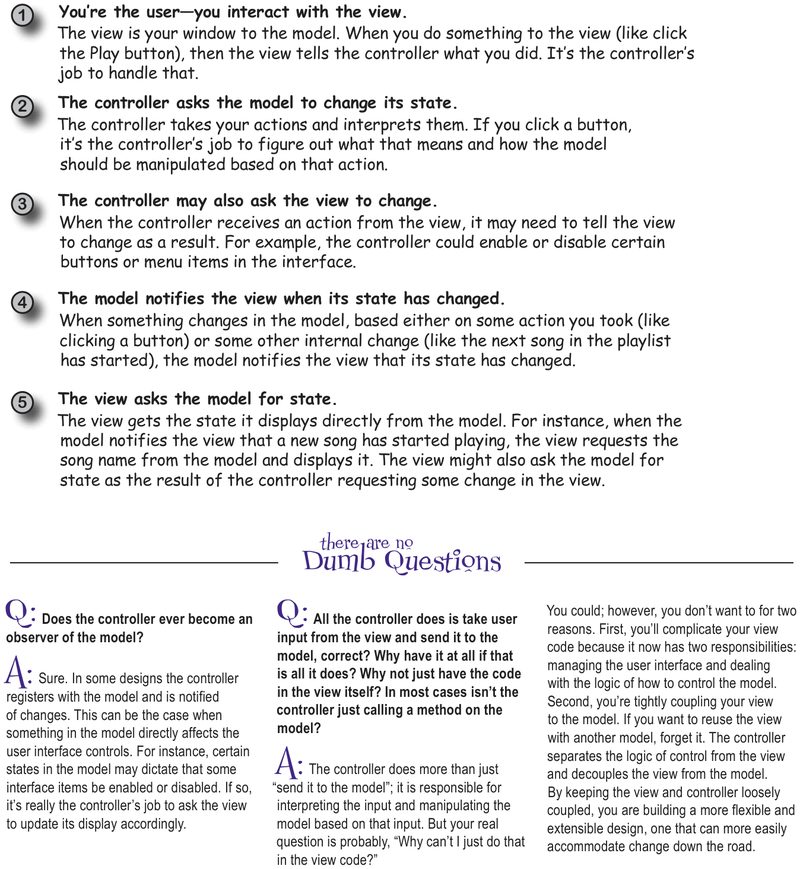 1 You’re the user—you interact with the view.
The view is your window to the model. When you do something to the view (like click
the Play button), then the view tells the controller what you did. It’s the controller’s
job to handle that.
2 The controller asks the model to change its state.
The controller takes your actions and interprets them. If you click a button,
it’s the controller’s job to figure out what that means and how the model
should be manipulated based on that action.
3 The controller may also ask the view to change.
When the controller receives an action from the view, it may need to tell the view
to change as a result. For example, the controller could enable or disable certain
buttons or menu items in the interface.
4 The model notifies the view when its state has changed.
When something changes in the model, based either on some action you took (like
clicking a button) or some other internal change (like the next song in the playlist
has started), the model notifies the view that its state has changed.
5 The view asks the model for state.
The view gets the state it displays directly from the model. For instance, when the
model notifies the view that a new song has started playing, the view requests the
song name from the model and displays it. The view might also ask the model for
state as the result of the controller requesting some change in the view.
there are no
Dumb Questions
Q: Does the controller ever become an
observer of the model?
A: Sure. In some designs the controller
registers with the model and is notified
of changes. This can be the case when
something in the model directly affects the
user interface controls. For instance, certain
states in the model may dictate that some
interface items be enabled or disabled. If so,
it’s really the controller’s job to ask the view
to update its display accordingly.
Q: All the controller does is take user
input from the view and send it to the
model, correct? Why have it at all if that
is all it does? Why not just have the code
in the view itself? In most cases isn’t the
controller just calling a method on the
model?
A: The controller does more than just
“send it to the model”; it is responsible for
interpreting the input and manipulating the
model based on that input. But your real
question is probably, “Why can’t I just do that
in the view code?”
You could; however, you don’t want to for two
reasons. First, you’ll complicate your view
code because it now has two responsibilities:
managing the user interface and dealing
with the logic of how to control the model.
Second, you’re tightly coupling your view
to the model. If you want to reuse the view
with another model, forget it. The controller
separates the logic of control from the view
and decouples the view from the model.
By keeping the view and controller loosely
coupled, you are building a more flexible and
extensible design, one that can more easily
accommodate change down the road.